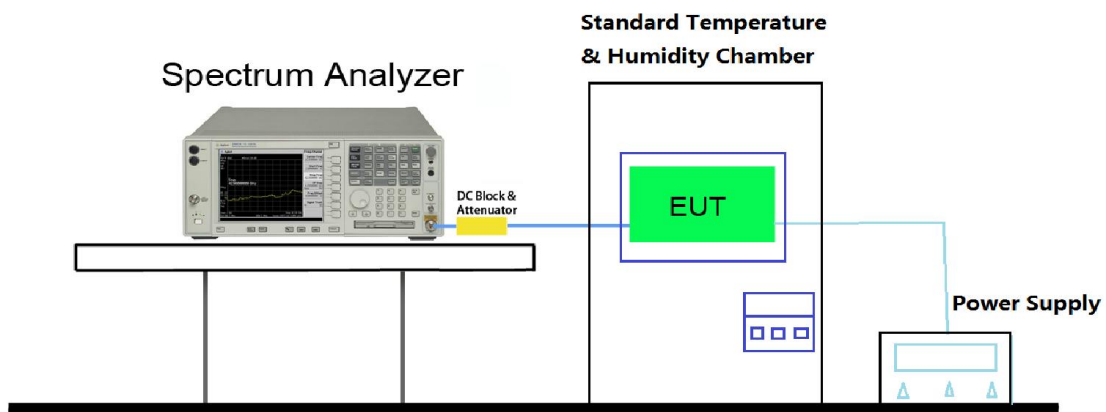 Standard Temperature
& Humidity Chamber
Spectrum Analyzer
DC Block &
Attenuator
EUT
Power Supply